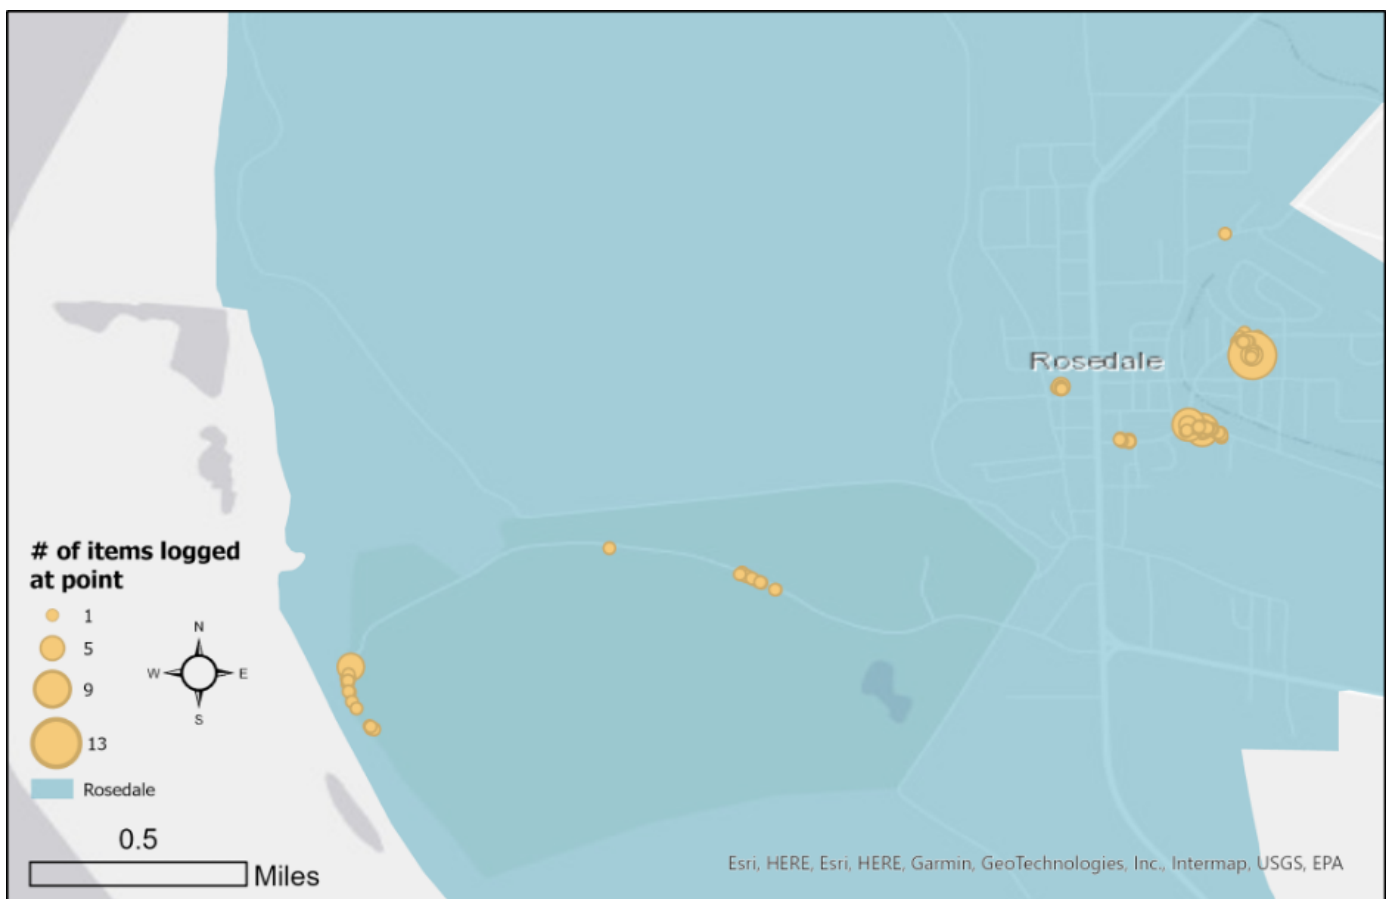 Rosedale
# of items logged
at point
1
5
9
13
Rosedale
N
W E
S
0.5
Miles
Esri, HERE, Esri, HERE, Garmin, GeoTechnologies, Inc., Intermap, USGS, EPA